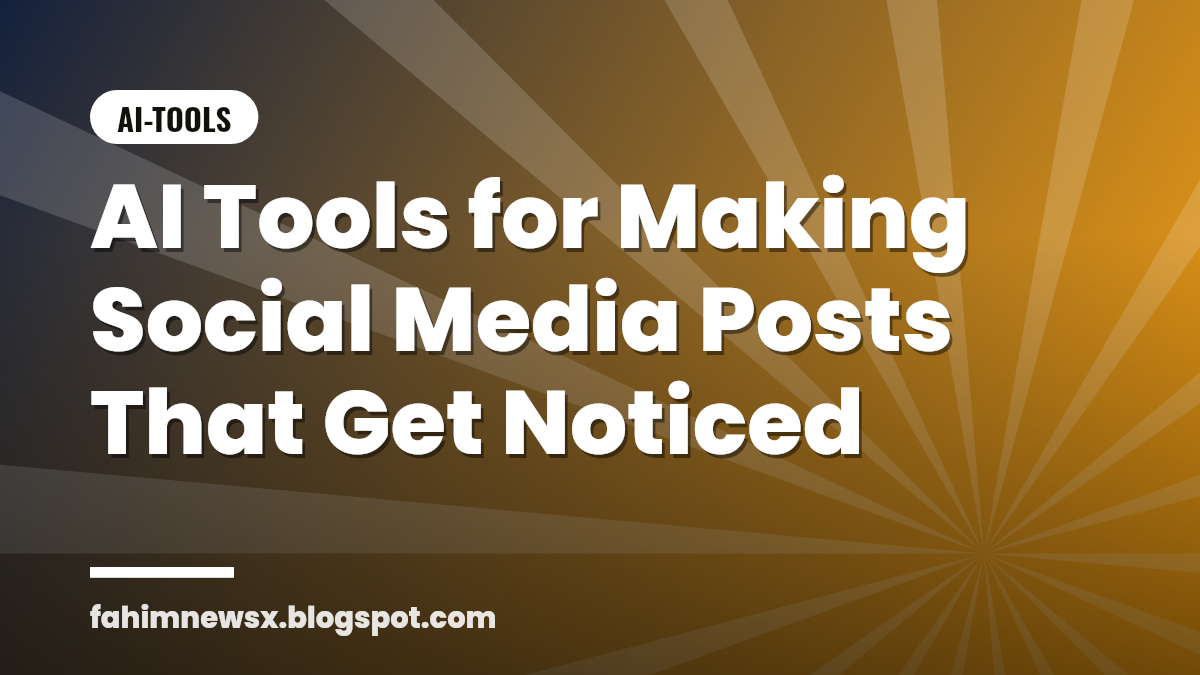 AI-TOOLS
AI Tools for Making
Social Media Posts
That Get Noticed
fahimnewsx.blogspot.com